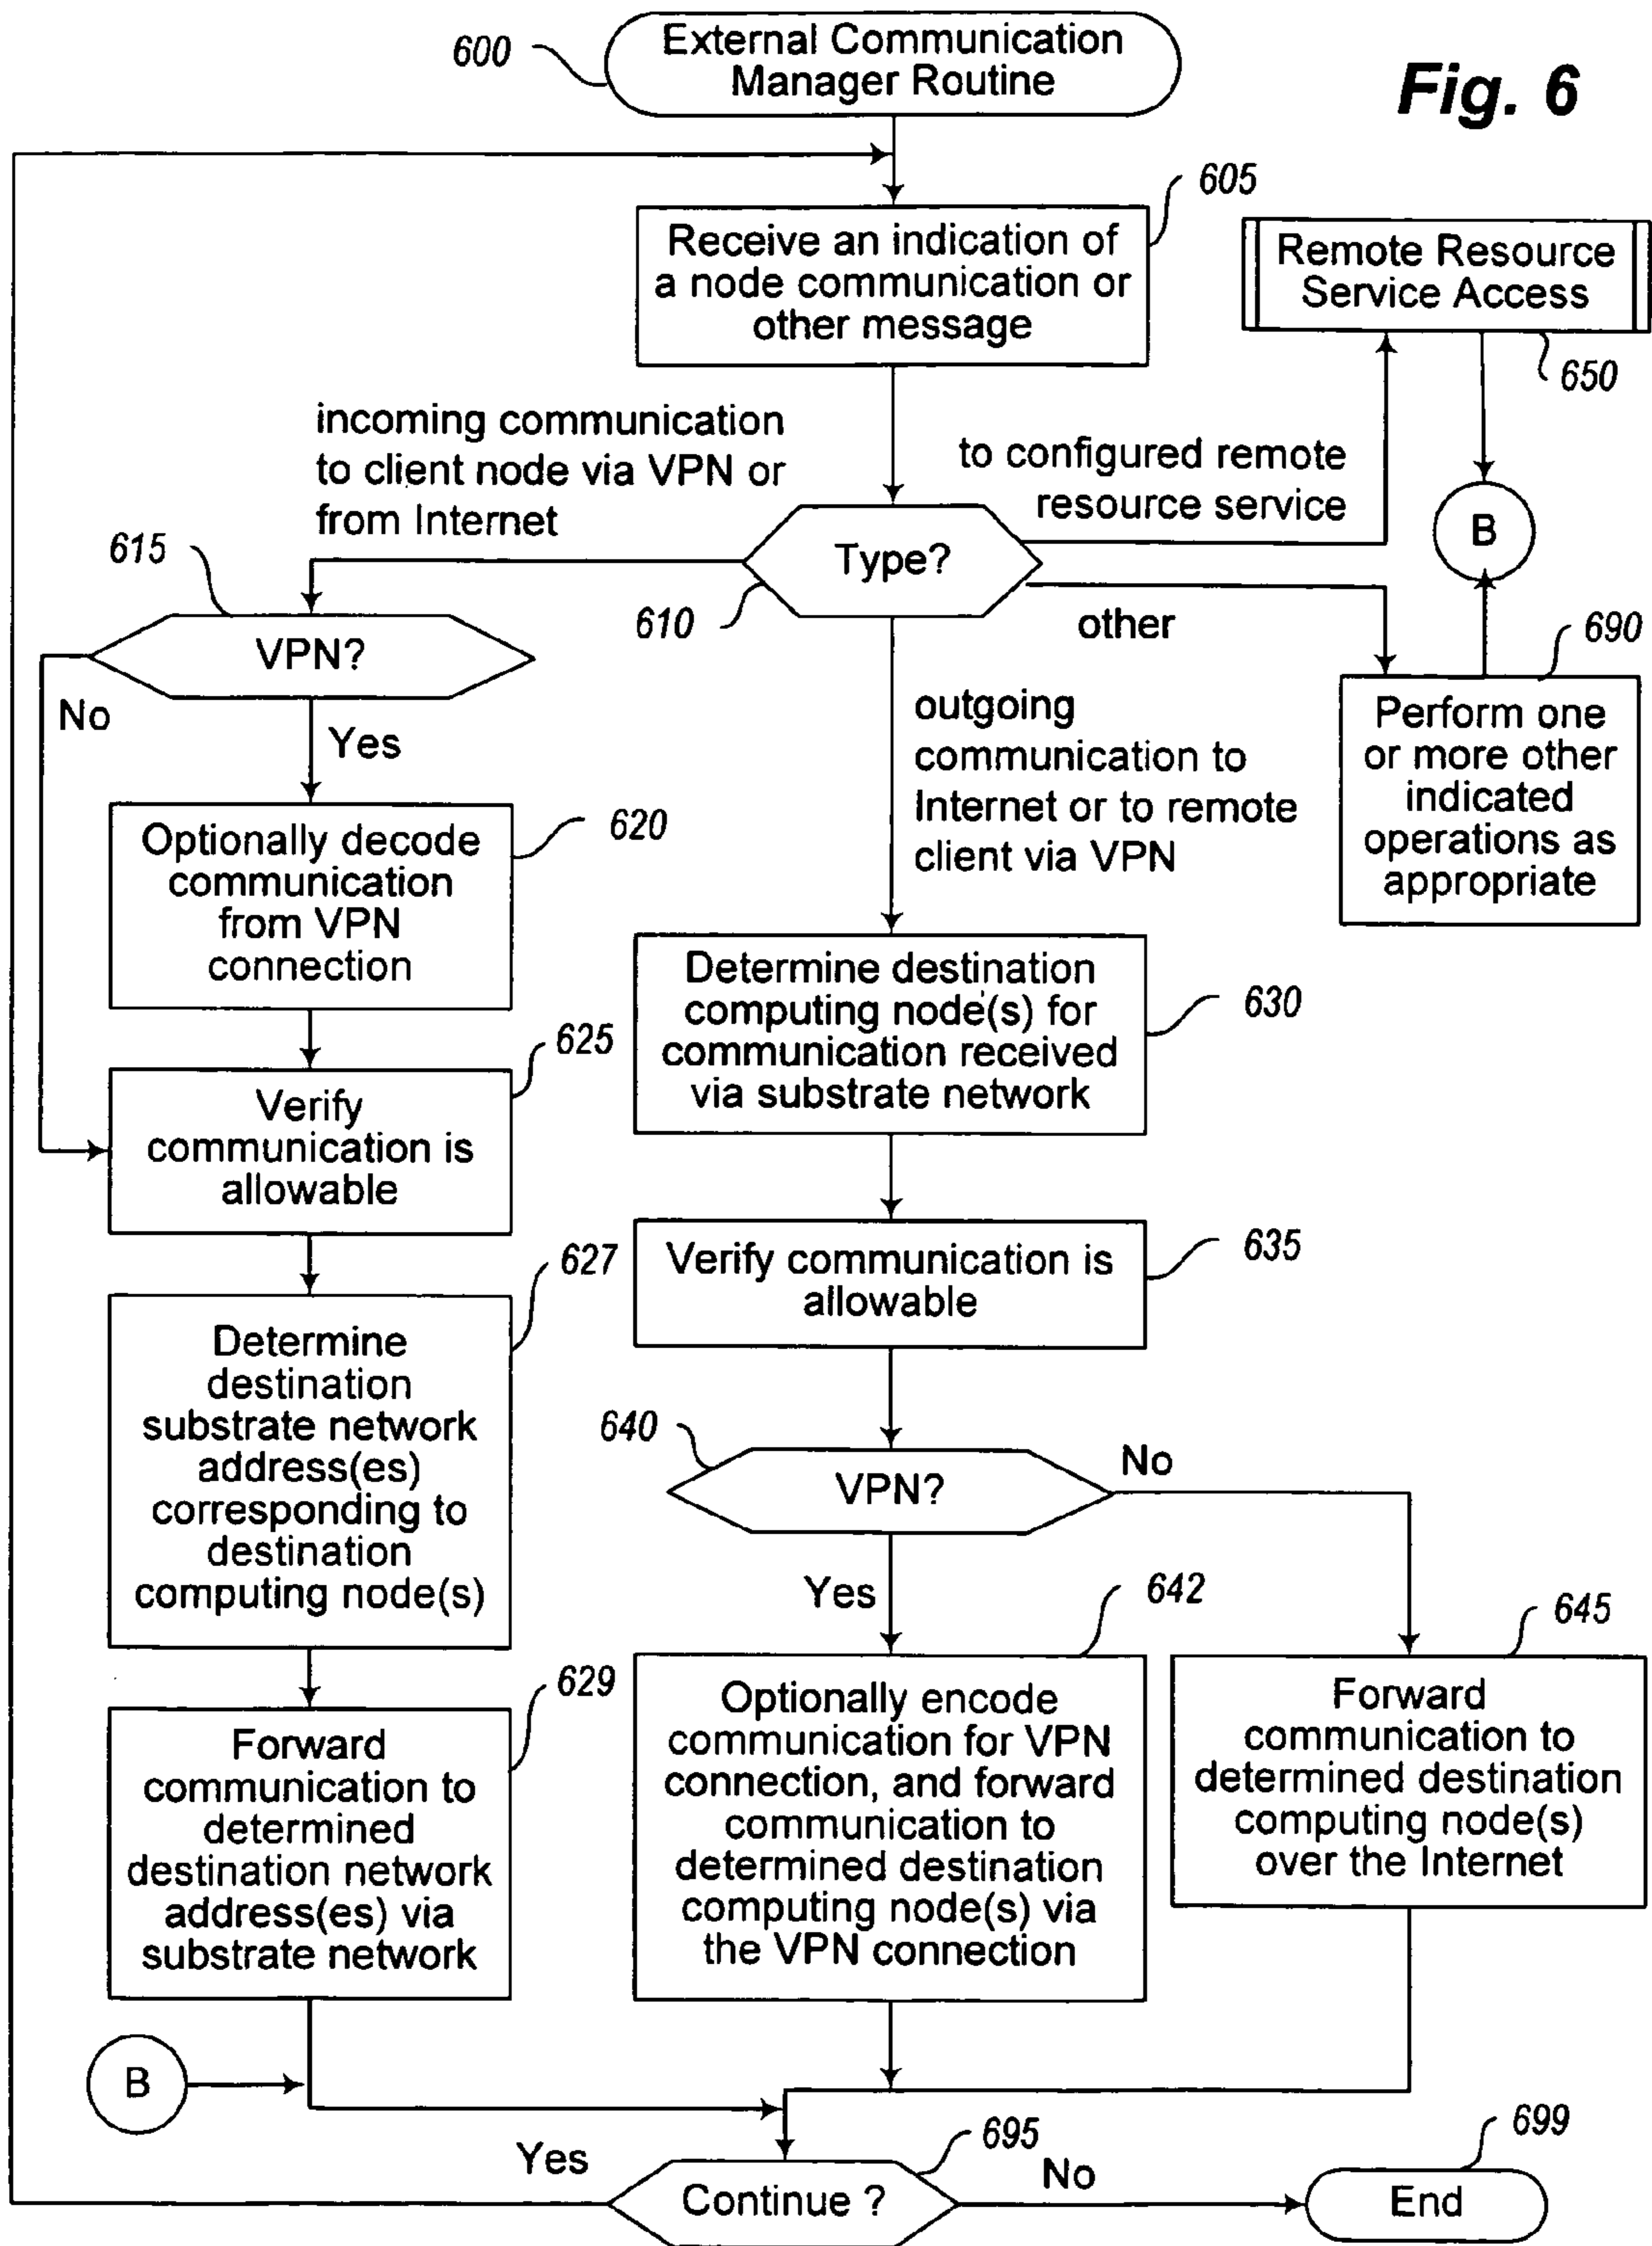 600
External Communication
Manager Routine
Fig. 6
605
Receive an indication of
a node communication or
other message
Remote Resource
Service Access
650
incoming communication
to client node via VPN or
from Internet
to configured remote
resource service
B
615
Type?
610
other
VPN?
690
No
Yes
outgoing
communication to
Internet or to remote
client via VPN
Perform one
or more other
indicated
operations as
appropriate
Optionally decode
communication
from VPN
connection
620
Determine destination
computing node(s) for
communication received
via substrate network
630
625
Verify
communication is
allowable
Verify communication is
allowable
635
627
Determine
destination
substrate network
address(es)
corresponding to
destination
computing node(s)
640
VPN?
No
Yes
642
645
629
Forward
communication to
determined
destination network
address(es) via
substrate network
Optionally encode
communication for VPN
connection, and forward
communication to
determined destination
computing node(s) via
the VPN connection
Forward
communication to
determined destination
computing node(s)
over the Internet
B
695
699
Yes
Continue ?
No
End